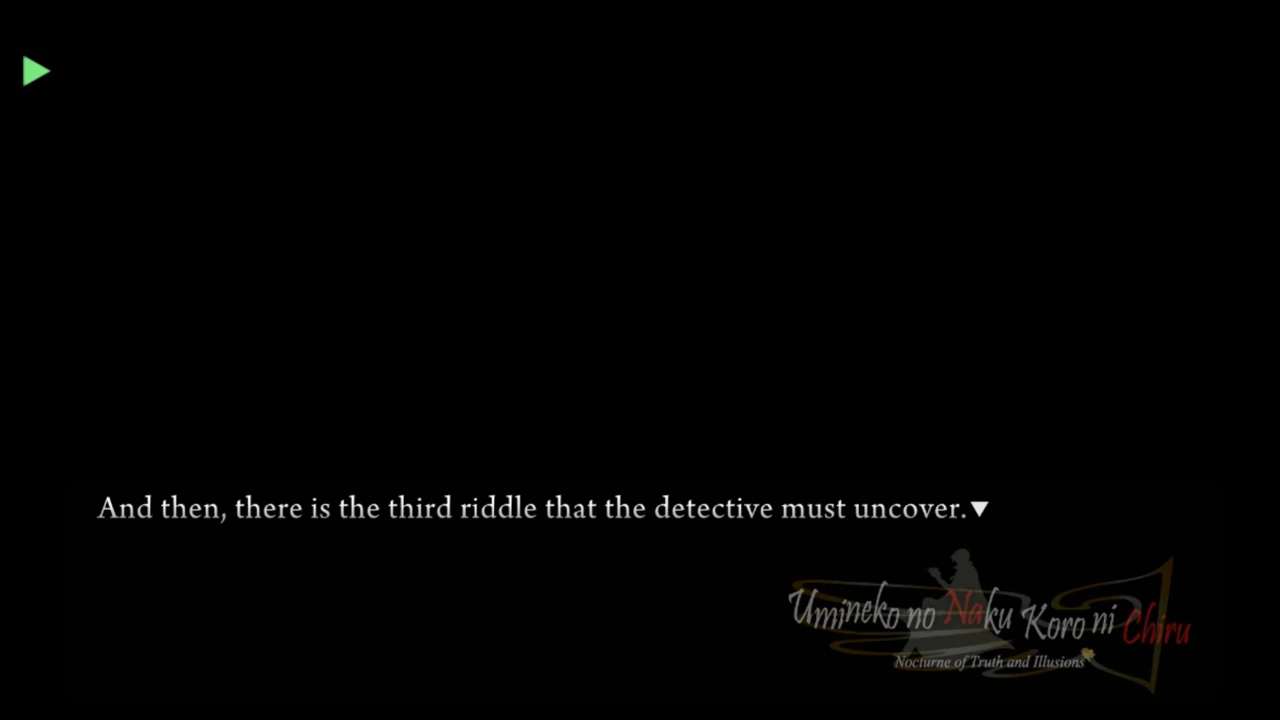 And then, there is the third riddle that the detective must uncover.
Umineko no Naku Koro ni Chiru
Nocturne of Truth and Illusions